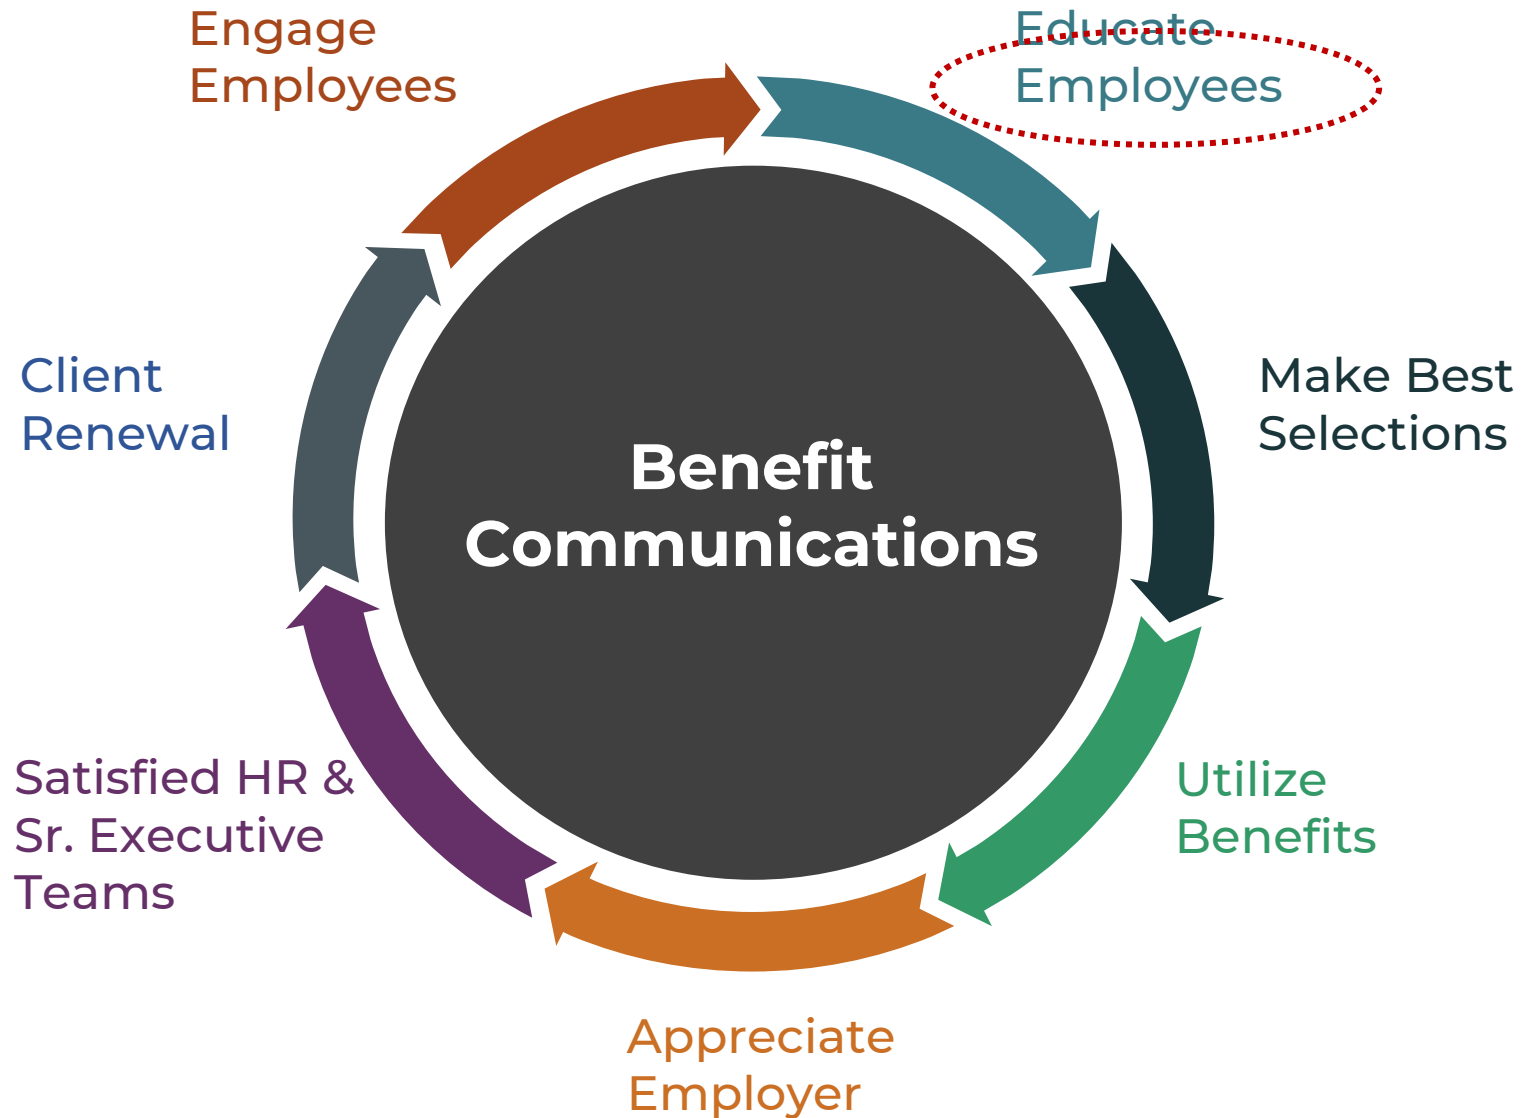 Engage
Employees
Educate
Employees
Make Best
Selections
Utilize
Benefits
Appreciate
Employer
Satisfied HR &
Sr. Executive
Teams
Client
Renewal
Benefit
Communications